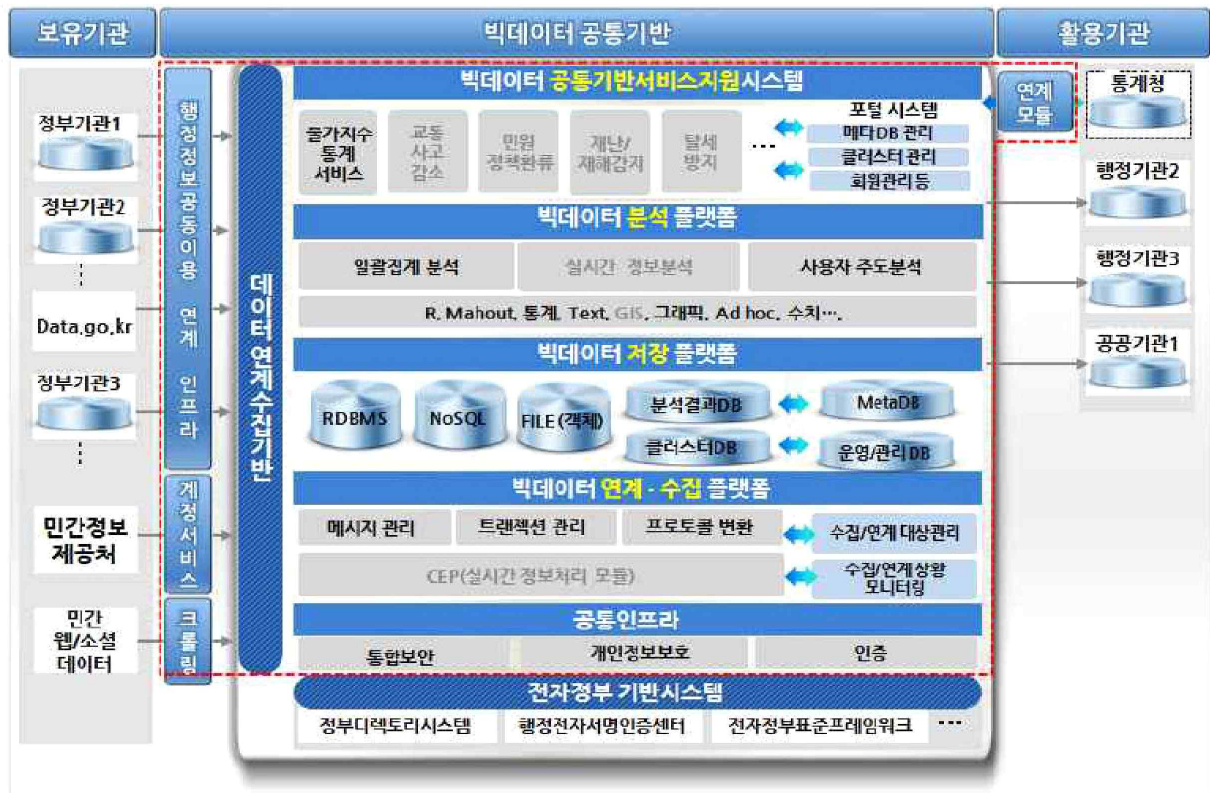 보유기관
빅데이터 공통기반
활용기관
정부기관1
정부기관2
Data.go.kr
정부기관3
민간정보
제공처
민간
웹/소셜
데이터
행정정보공동이용 연계 인프라
계정서비스
크롤링
데이터 연계수집기반
빅데이터 공통기반서비스지원시스템
물가지수
통계
서비스
교통
사고
감소
민원
정책환류
재난/
재해감지
탈세
방지
...
포털 시스템
메타DB 관리
클러스터 관리
회원관리 등
빅데이터 분석 플랫폼
일괄집계 분석
실시간 정보분석
사용자 주도분석
R, Mahout, 통계, Text, GIS, 그래픽, Ad hoc, 수치…,
빅데이터 저장 플랫폼
RDBMS
NoSQL
FILE (객체)
분석결과DB
MetaDB
클러스터DB
운영/관리 DB
빅데이터 연계 - 수집 플랫폼
메시지 관리
트랜젝션 관리
프로토콜 변환
수집/연계 대상관리
CEP(실시간 정보처리 모듈)
수집/연계상황
모니터링
공통인프라
통합보안
개인정보보호
인증
전자정부 기반시스템
정부디렉토리시스템
행정전자서명인증센터
전자정부표준프레임워크
...
연계
모듈
통계청
행정기관2
행정기관3
공공기관1